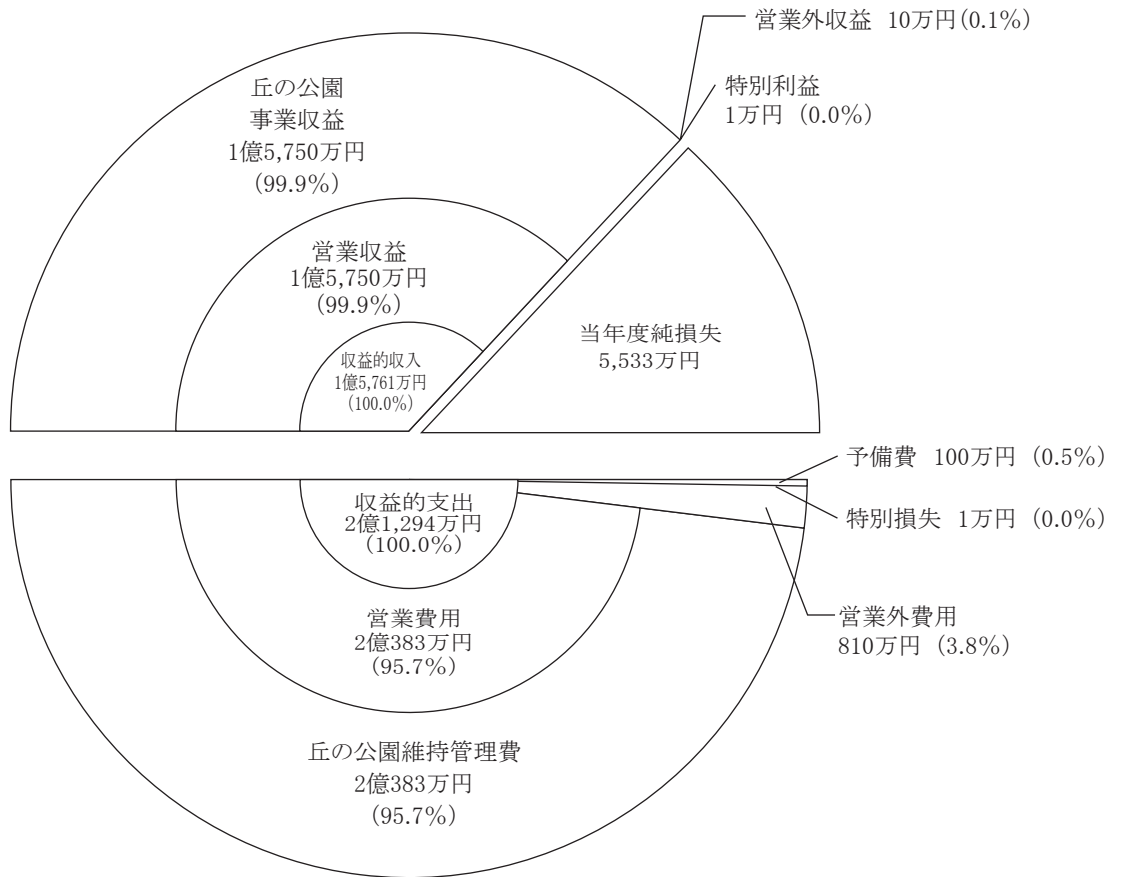 営業外収益 10万円(0.1%)
特別利益
1万円 (0.0%)
丘の公園
事業収益
1億5,750万円
(99.9%)
営業収益
1億5,750万円
(99.9%)
収益的収入
1億5,761万円
(100.0%)
当年度純損失
5,533万円
予備費 100万円 (0.5%)
特別損失 1万円 (0.0%)
営業外費用
810万円 (3.8%)
収益的支出
2億1,294万円
(100.0%)
営業費用
2億383万円
(95.7%)
丘の公園維持管理費
2億383万円
(95.7%)